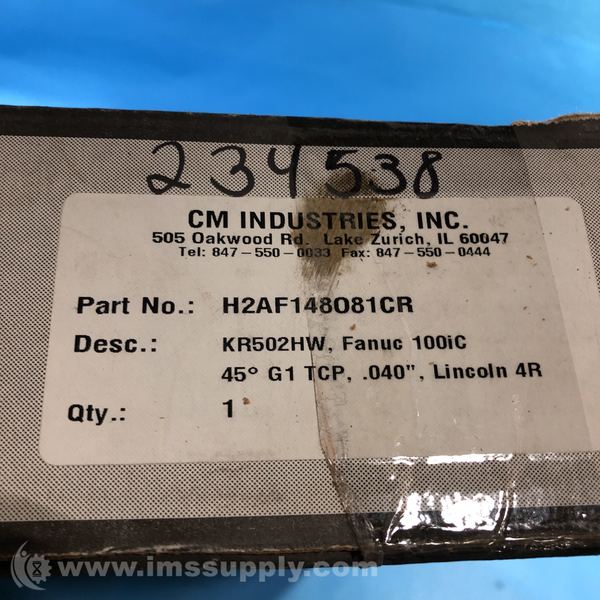 234538
CM INDUSTRIES, INC.
505 Oakwood Rd. Lake Zurich, IL 60047
Tel: 847-550-0033 Fax: 847-550-0444
Part No.: H2AF148081CR
Desc.: KR502HW, Fanuc 100iC
45° G1 TCP, .040", Lincoln 4R
Qty.: 1
www.imssupply.com